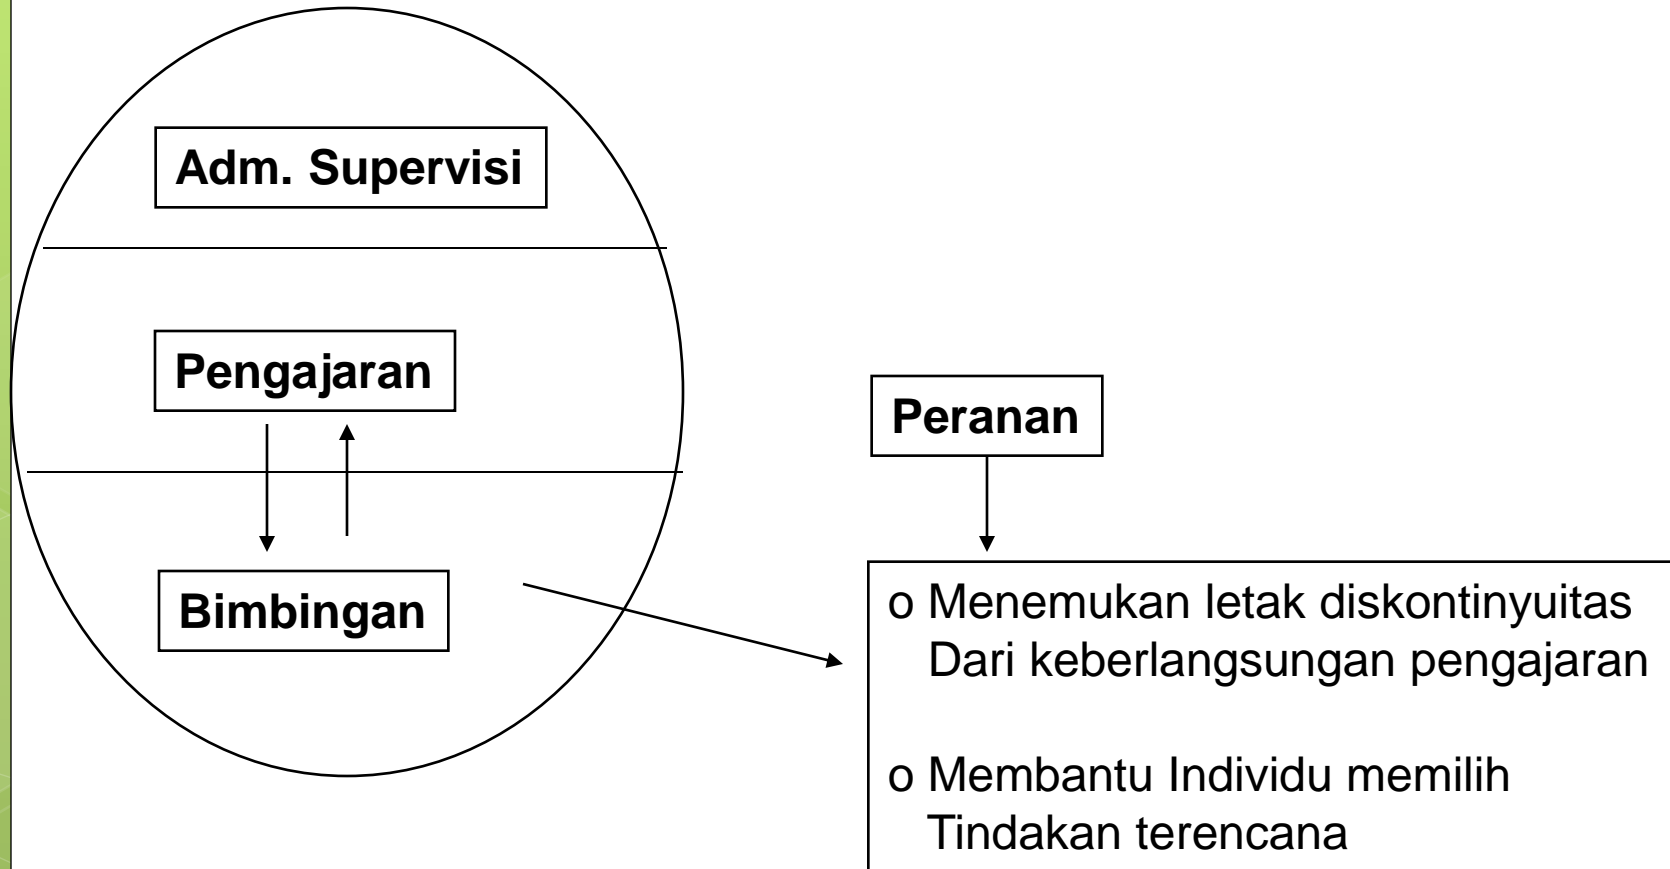 Adm. Supervisi
Pengajaran
Bimbingan
Peranan
o Menemukan letak diskontinyuitas
Dari keberlangsungan pengajaran
o Membantu Individu memilih
Tindakan terencana